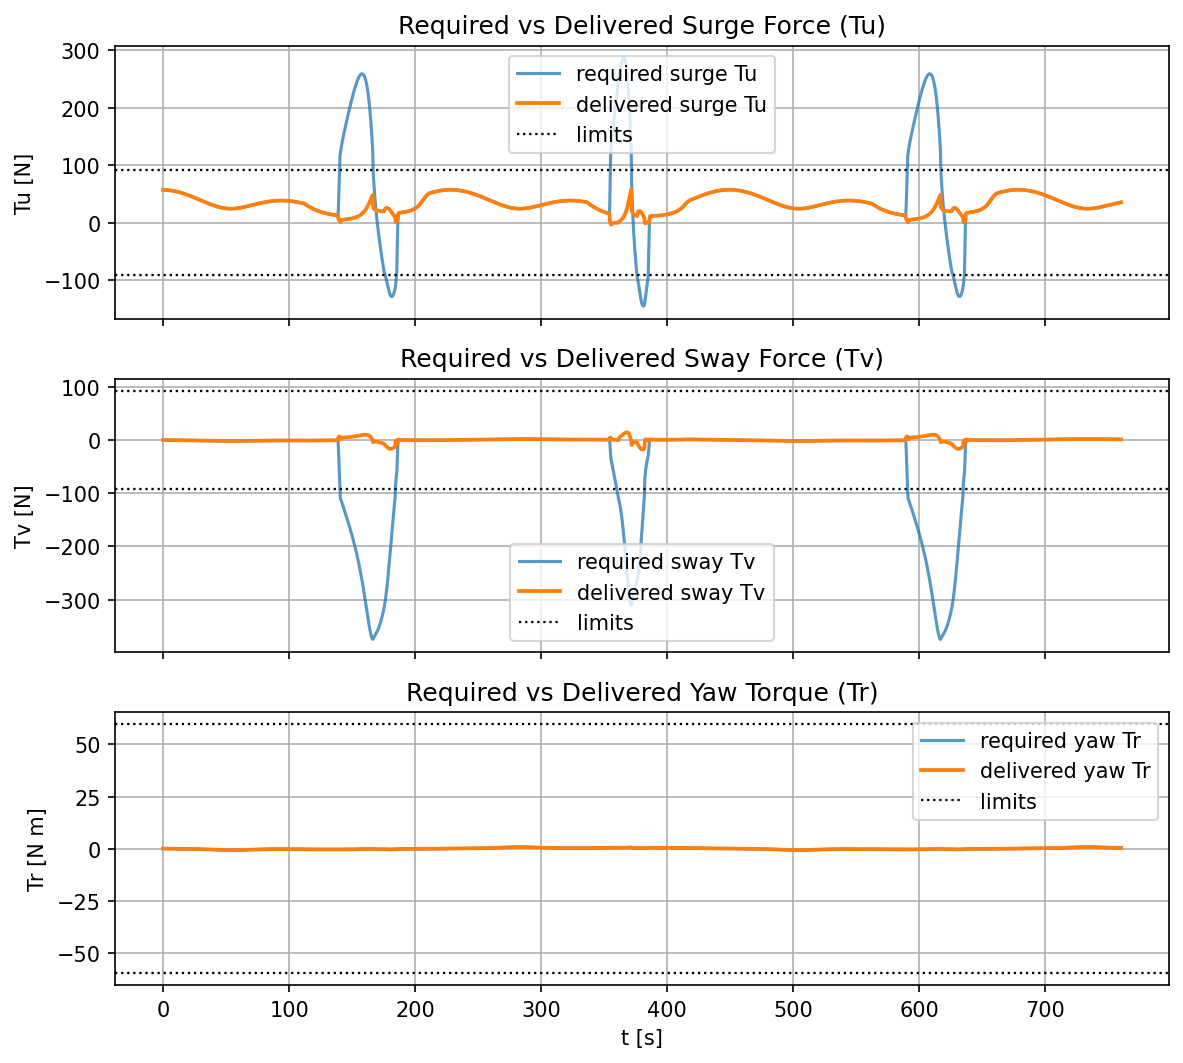 Required vs Delivered Surge Force (Tu)
300
200
100
0
−100
Tu [N]
required surge Tu
delivered surge Tu
limits
Required vs Delivered Sway Force (Tv)
100
0
−100
−200
−300
Tv [N]
required sway Tv
delivered sway Tv
limits
Required vs Delivered Yaw Torque (Tr)
50
25
0
−25
−50
Tr [N m]
required yaw Tr
delivered yaw Tr
limits
0 100 200 300 400 500 600 700
t [s]